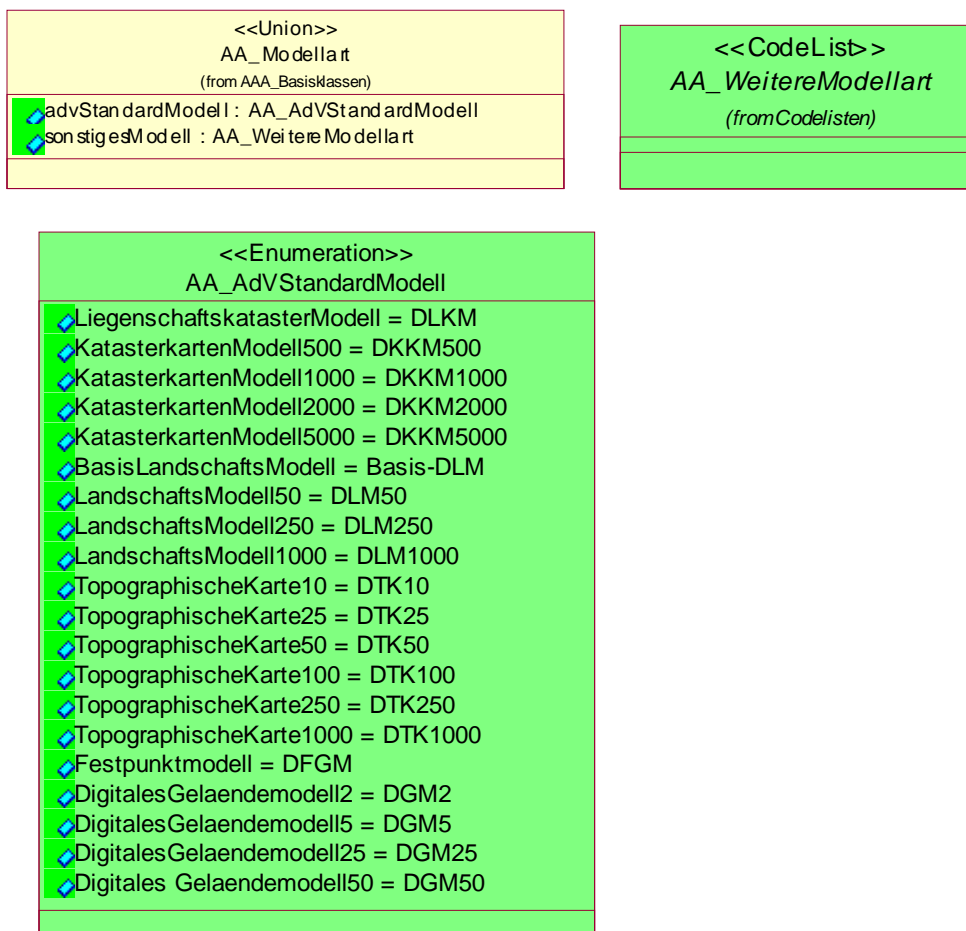 <<Union>>
AA_Modellart
(from AAA_Basisklassen)
advStandardModell : AA_AdVStandardModell
sonstigesModell : AA_WeitereModellart
<<CodeList>>
AA_WeitereModellart
(from Codelisten)
<<Enumeration>>
AA_AdVStandardModell
LiegenschaftskatasterModell = DLKM
KatasterkartenModell500 = DKKM500
KatasterkartenModell1000 = DKKM1000
KatasterkartenModell2000 = DKKM2000
KatasterkartenModell5000 = DKKM5000
BasisLandschaftsModell = Basis-DLM
LandschaftsModell50 = DLM50
LandschaftsModell250 = DLM250
LandschaftsModell1000 = DLM1000
TopographischeKarte10 = DTK10
TopographischeKarte25 = DTK25
TopographischeKarte50 = DTK50
TopographischeKarte100 = DTK100
TopographischeKarte250 = DTK250
TopographischeKarte1000 = DTK1000
Festpunktmodell = DFGM
DigitalesGelaendemodell2 = DGM2
DigitalesGelaendemodell5 = DGM5
DigitalesGelaendemodell25 = DGM25
Digitales Gelaendemodell50 = DGM50